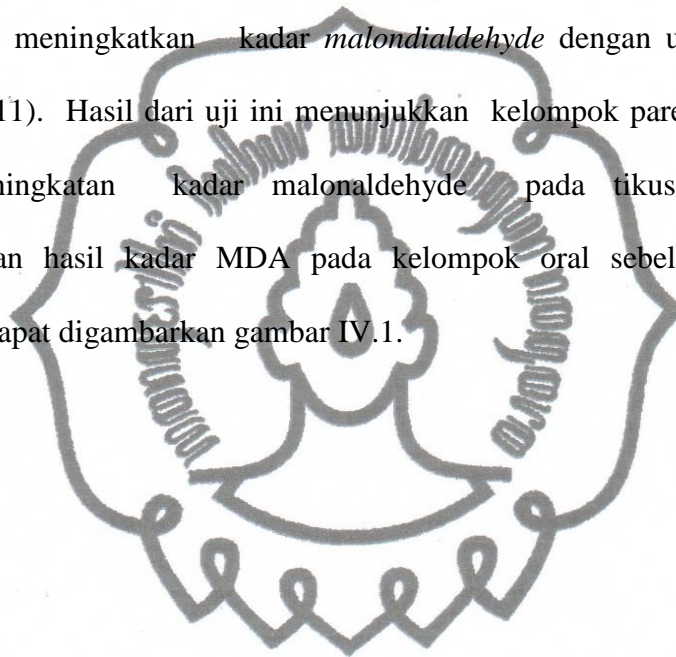 meningkatkan kadar malondialdehyde dengan u
11). Hasil dari uji ini menunjukkan kelompok pare
ningkatan kadar malonaldehyde pada tikus
an hasil kadar MDA pada kelompok oral sebel
apat digambarkan gambar IV.1.